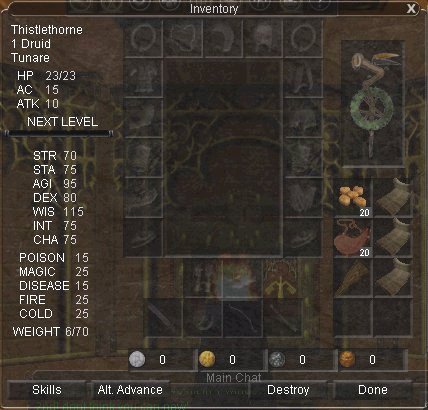 Inventory X
Thistlethorne
1 Druid
Tunare
HP 23/23
AC 15
ATK 10
NEXT LEVEL
STR 70
STA 75
AGI 95
DEX 80
WIS 115
INT 75
CHA 75
POISON 15
MAGIC 25
DISEASE 15
FIRE 25
COLD 25
WEIGHT 6/70
20
20
0 0 0 0
Main Chat
Skills Alt. Advance Destroy Done